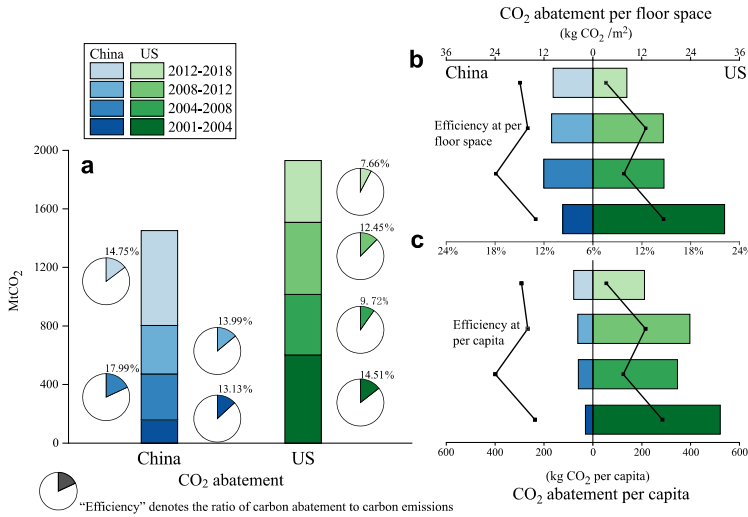 CO2 abatement per floor space
(kg CO2 /m²)
36 24 12 0 12 24 36
b
China US
Efficiency at per
floor space
China US
2012-2018
2008-2012
2004-2008
2001-2004
a
2000
1600
1200
800
400
0
MtCO2
14.75%
17.99%
13.99%
13.13%
7.66%
12.45%
9.72%
14.51%
China US
CO2 abatement
"Efficiency" denotes the ratio of carbon abatement to carbon emissions
24% 18% 12% 6% 12% 18% 24%
c
Efficiency at
per capita
600 400 200 0 200 400 600
(kg CO2 per capita)
CO2 abatement per capita